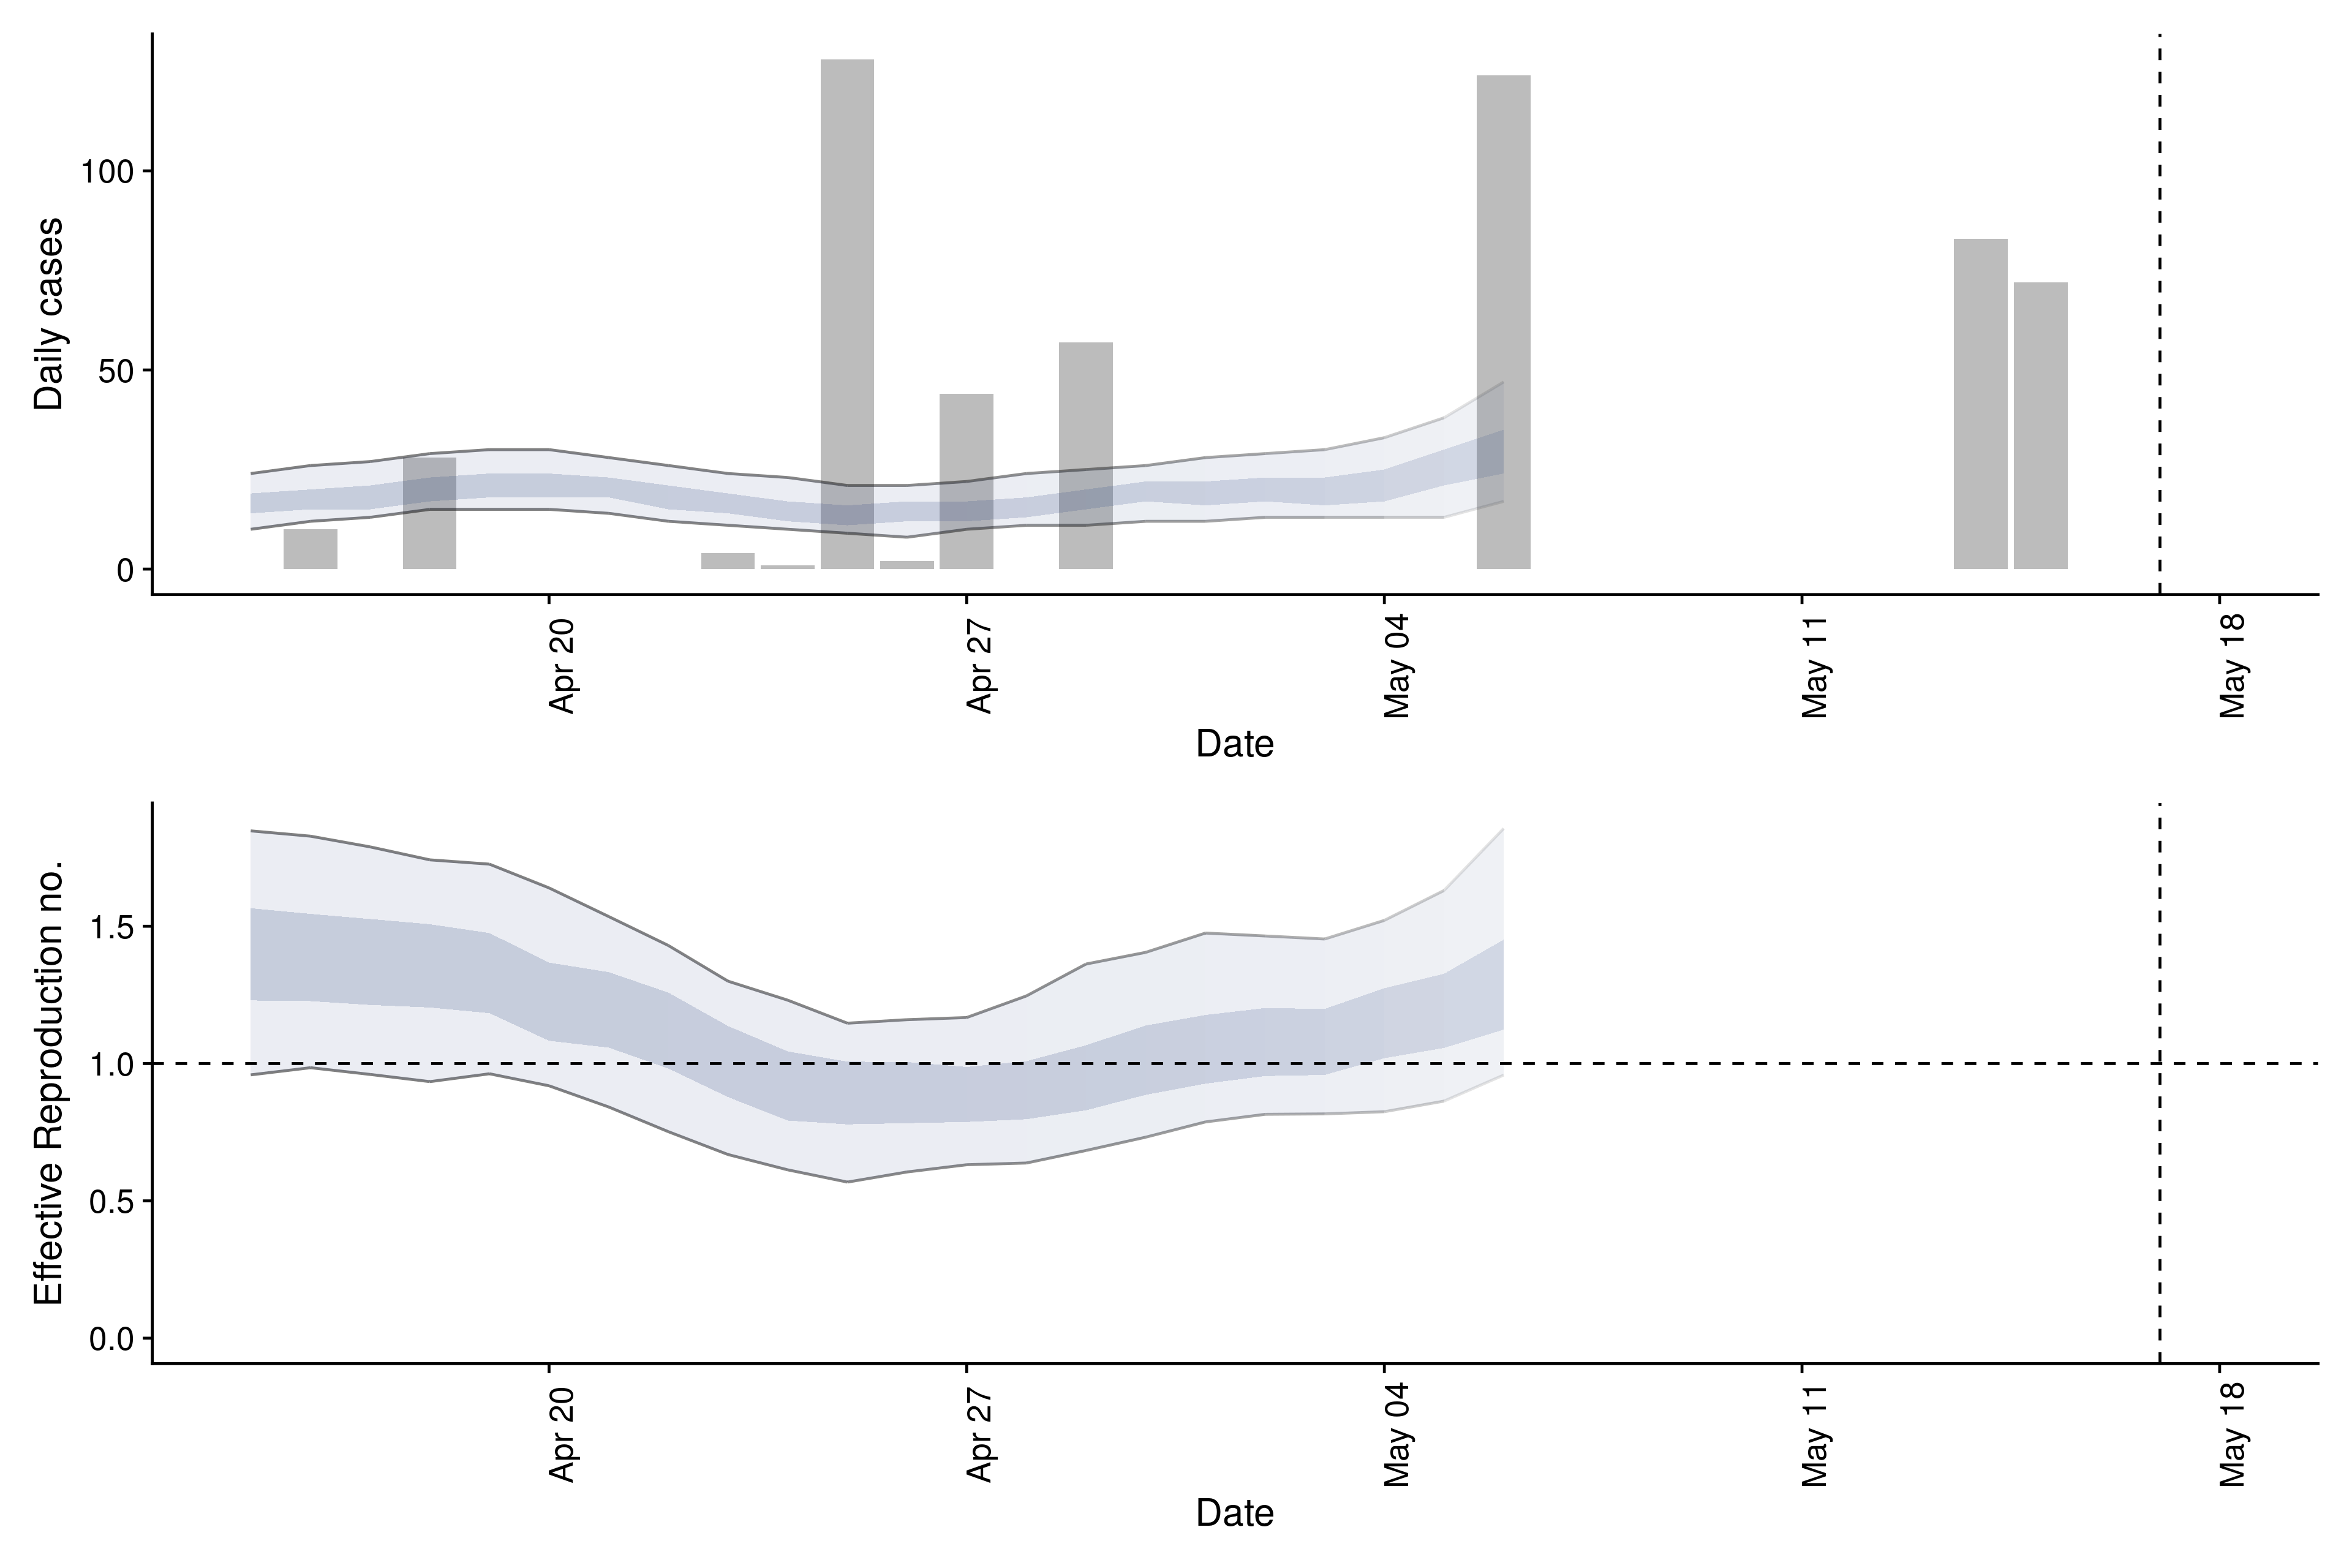 Daily cases
100
50
0
Apr 20
Apr 27
May 04
May 11
May 18
Date
Effective Reproduction no.
1.5
1.0
0.5
0.0
Apr 20
Apr 27
May 04
May 11
May 18
Date